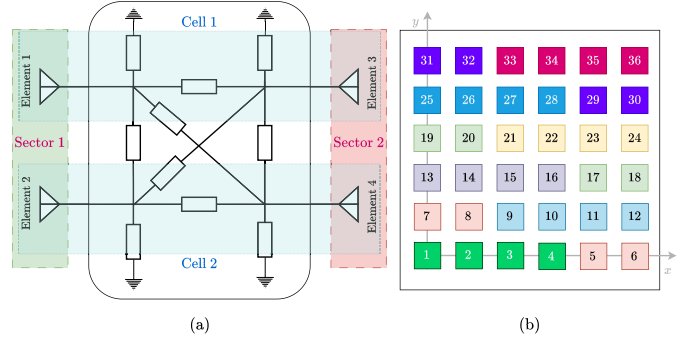 Cell 1
Element 1
Element 3
Sector 1
Sector 2
Element 2
Element 4
Cell 2
(a)
y
31 32 33 34 35 36
25 26 27 28 29 30
19 20 21 22 23 24
13 14 15 16 17 18
7 8 9 10 11 12
1 2 3 4 5 6
x
(b)